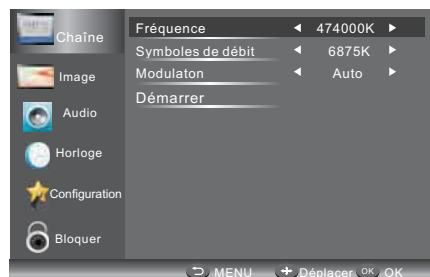 Chaîne
Image
Audio
Horloge
Configuration
Bloquer
Fréquence 474000K
Symboles de débit 6875K
Modulaton Auto
Démarrer
MENU Déplacer OK OK